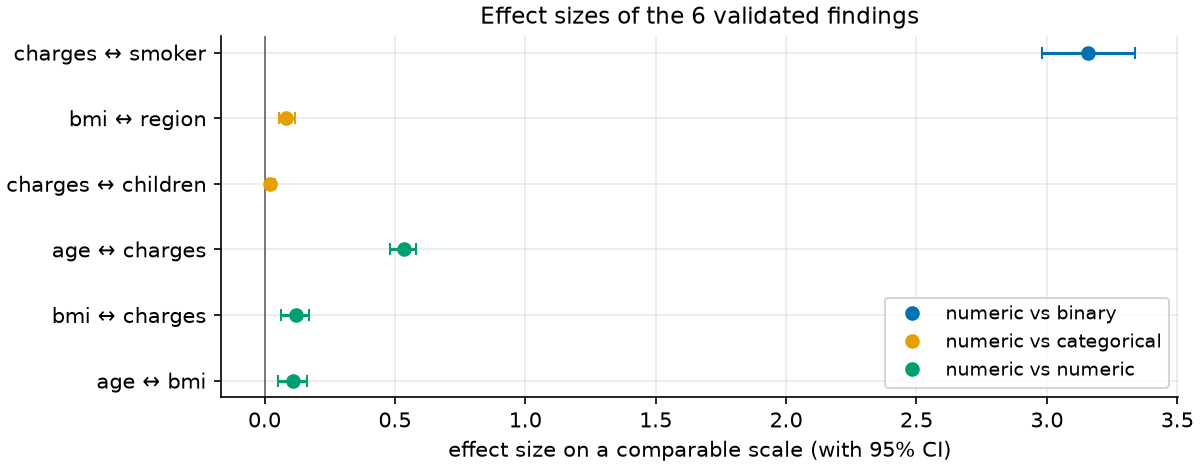 Effect sizes of the 6 validated findings
charges ↔ smoker
bmi ↔ region
charges ↔ children
age ↔ charges
bmi ↔ charges
age ↔ bmi
numeric vs binary
numeric vs categorical
numeric vs numeric
0.0 0.5 1.0 1.5 2.0 2.5 3.0 3.5
effect size on a comparable scale (with 95% CI)